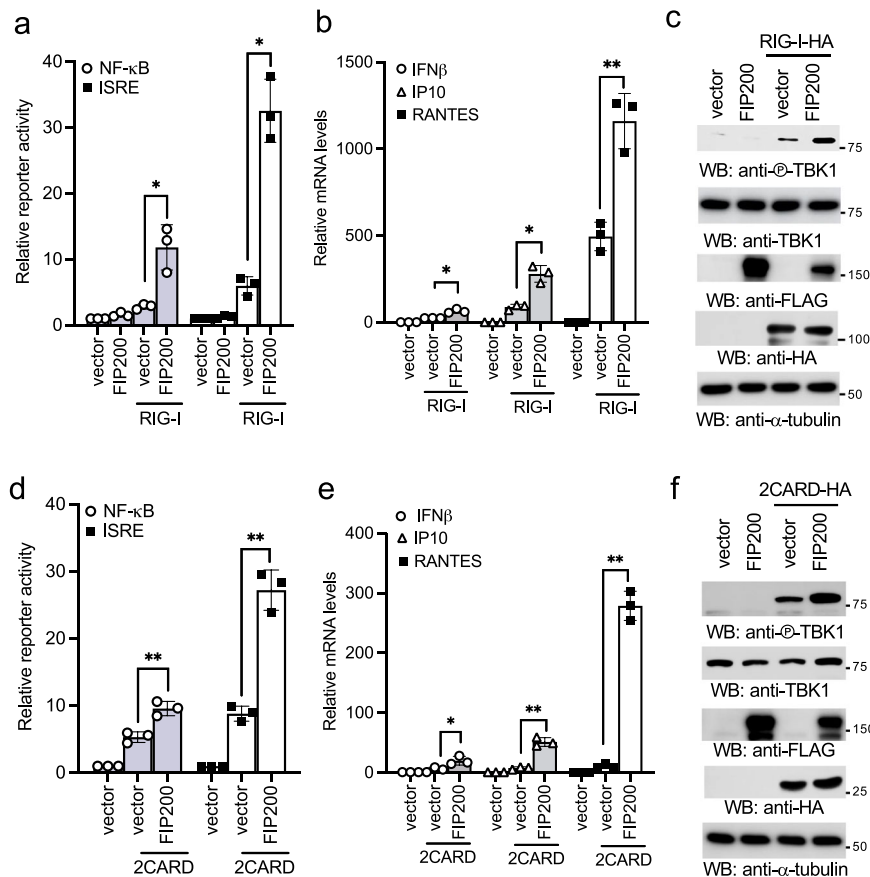 a
NF-κB
ISRE
Relative reporter activity
40
30
20
10
0
*
*
vector
FIP200
vector
FIP200
vector
FIP200
vector
FIP200
RIG-I
RIG-I
b
IFNβ
IP10
RANTES
Relative mRNA levels
1500
1000
500
0
*
*
**
vector
vector
FIP200
vector
vector
FIP200
vector
vector
FIP200
RIG-I
RIG-I
RIG-I
c
RIG-I-HA
vector
FIP200
vector
FIP200
75
WB: anti-Ⓟ-TBK1
75
WB: anti-TBK1
150
WB: anti-FLAG
100
WB: anti-HA
50
WB: anti-α-tubulin
d
NF-κB
ISRE
Relative reporter activity
40
30
20
10
0
**
**
vector
vector
FIP200
vector
vector
FIP200
2CARD
2CARD
e
IFNβ
IP10
RANTES
Relative mRNA levels
400
300
200
100
0
*
**
**
vector
vector
FIP200
vector
vector
FIP200
vector
vector
FIP200
2CARD
2CARD
2CARD
f
2CARD-HA
vector
FIP200
vector
FIP200
75
WB: anti-Ⓟ-TBK1
75
WB: anti-TBK1
150
WB: anti-FLAG
25
WB: anti-HA
50
WB: anti-α-tubulin